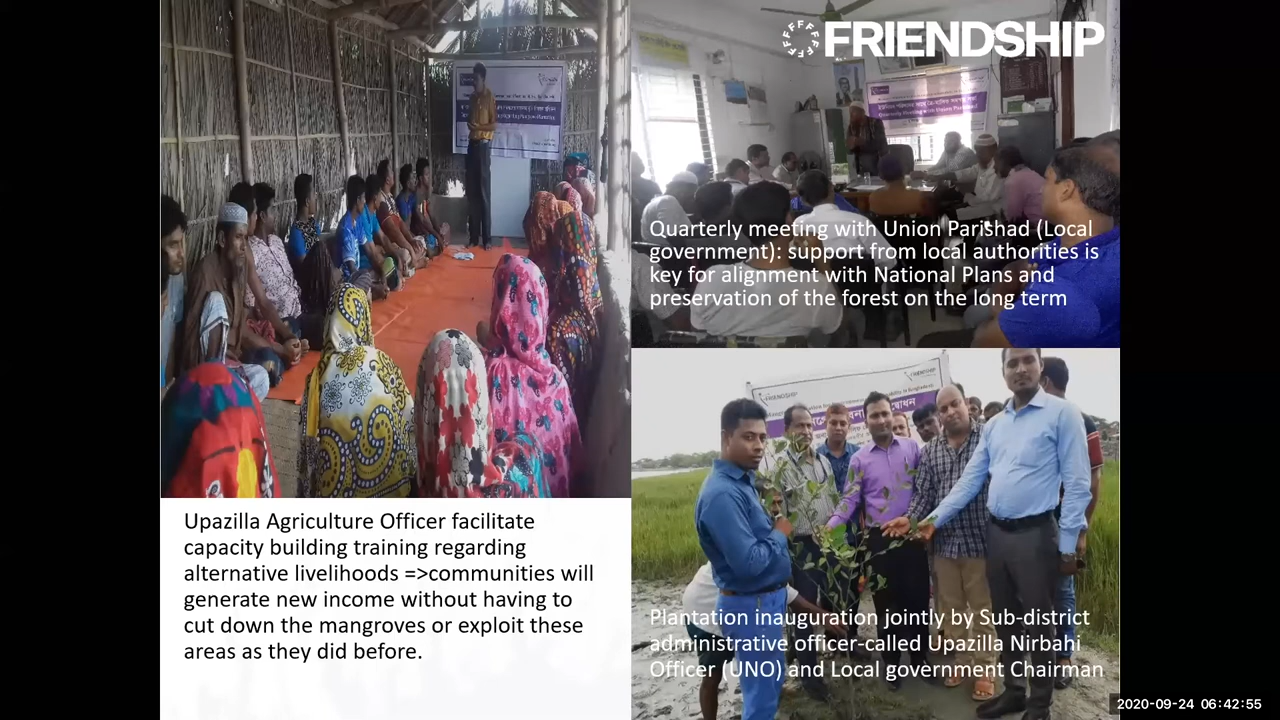 FRIENDSHIP
Quarterly meeting with Union Parishad (Local
government): support from local authorities is
key for alignment with National Plans and
preservation of the forest on the long term
Upazilla Agriculture Officer facilitate
capacity building training regarding
alternative livelihoods =>communities will
generate new income without having to
cut down the mangroves or exploit these
areas as they did before.
FRIENDSHIP
Plantation inauguration jointly by Sub-district
administrative officer-called Upazilla Nirbahi
Officer (UNO) and Local government Chairman
2020-09-24 06:42:55